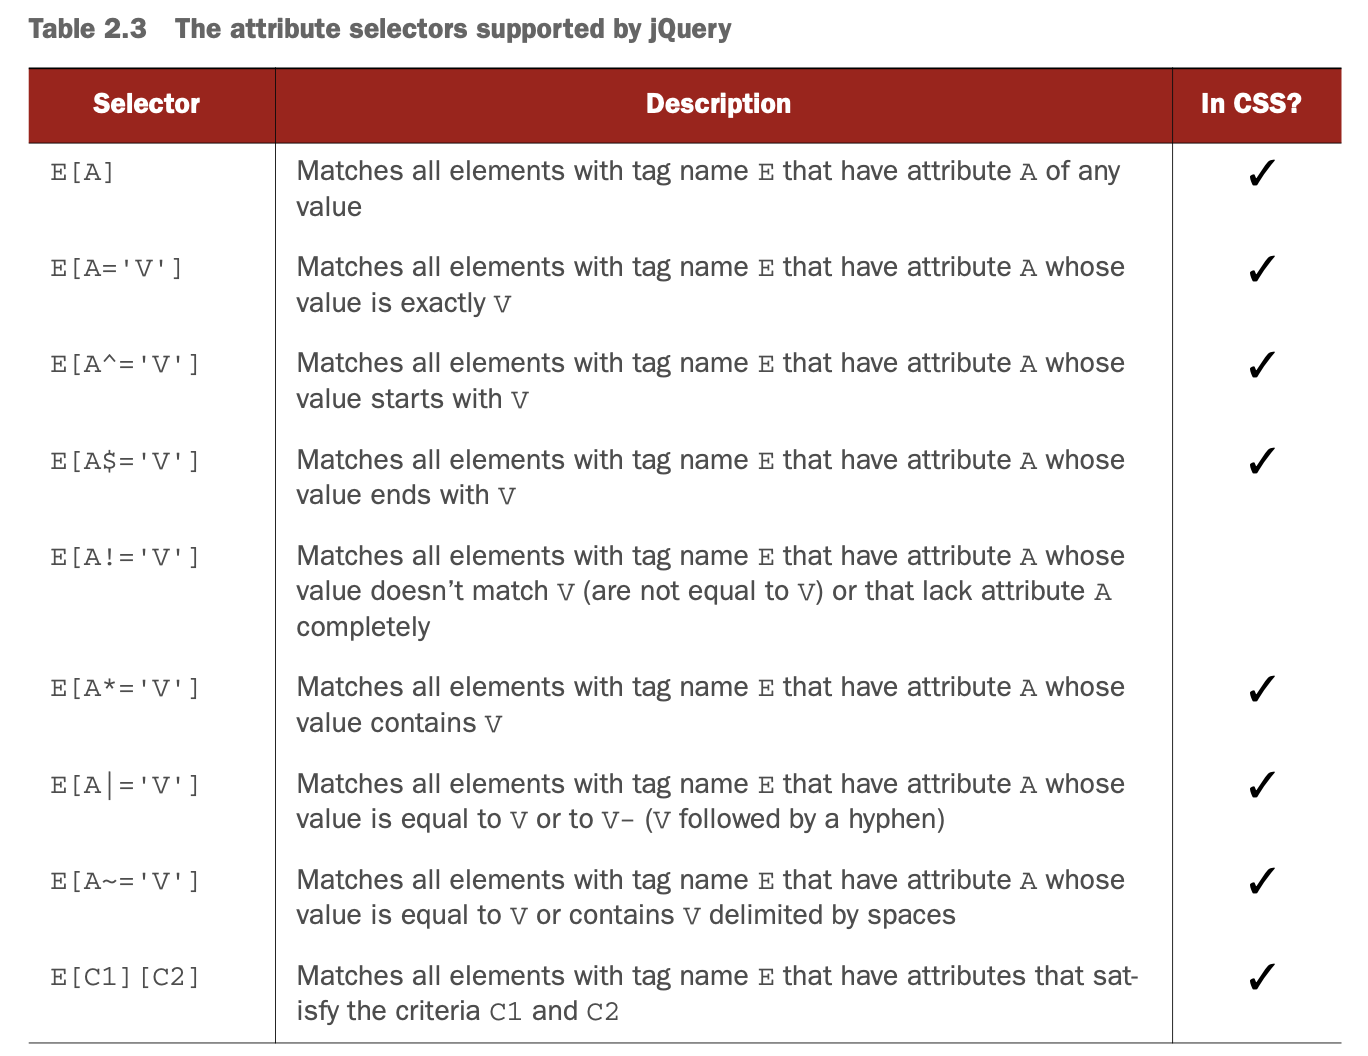 Table 2.3 The attribute selectors supported by jQuery
Selector Description In CSS?
E[A] Matches all elements with tag name E that have attribute A of any ✓
value
E[A='V'] Matches all elements with tag name E that have attribute A whose ✓
value is exactly V
E[A^='V'] Matches all elements with tag name E that have attribute A whose ✓
value starts with V
E[A$='V'] Matches all elements with tag name E that have attribute A whose ✓
value ends with V
E[A!='V'] Matches all elements with tag name E that have attribute A whose
value doesn’t match V (are not equal to V) or that lack attribute A
completely
E[A*='V'] Matches all elements with tag name E that have attribute A whose ✓
value contains V
E[A|='V'] Matches all elements with tag name E that have attribute A whose ✓
value is equal to V or to V– (V followed by a hyphen)
E[A~='V'] Matches all elements with tag name E that have attribute A whose ✓
value is equal to V or contains V delimited by spaces
E[C1][C2] Matches all elements with tag name E that have attributes that sat- ✓
isfy the criteria C1 and C2